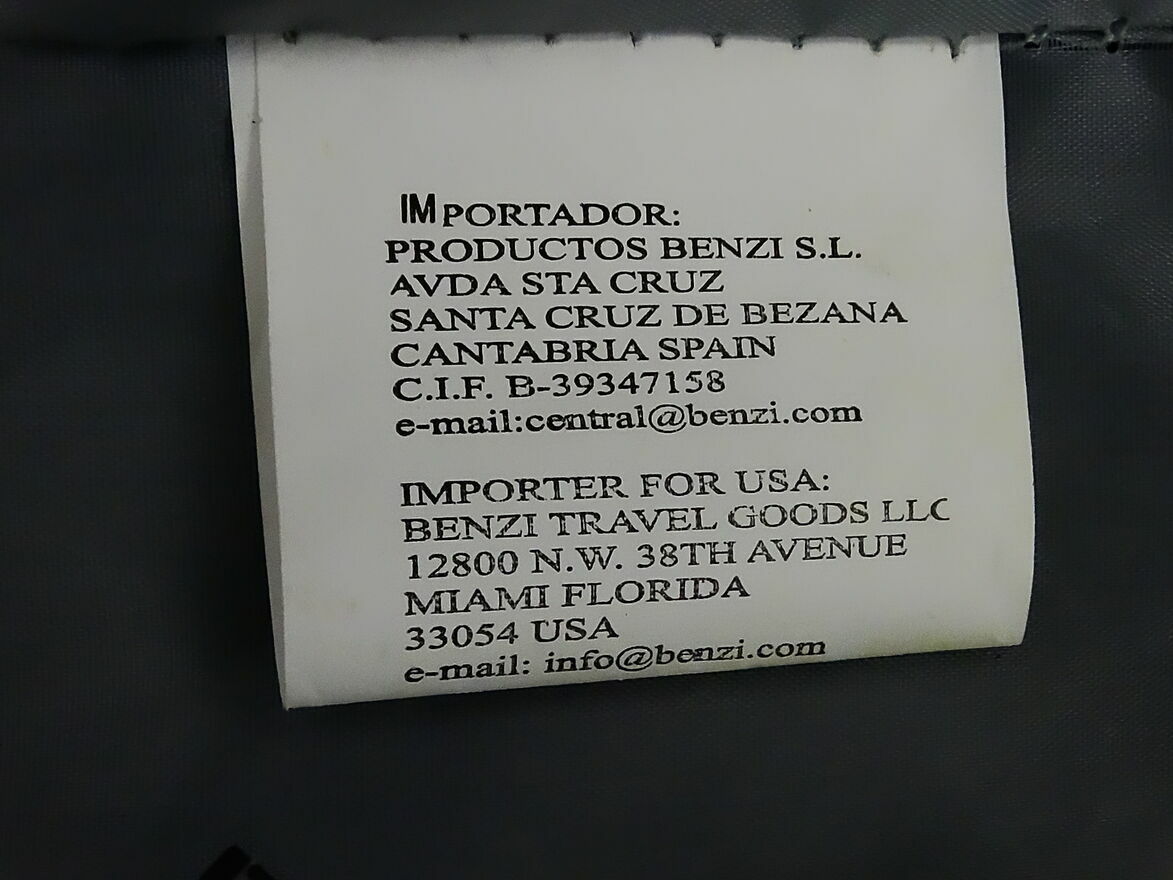 IMPORTADOR:
PRODUCTOS BENZI S.L.
AVDA STA CRUZ
SANTA CRUZ DE BEZANA
CANTABRIA SPAIN
C.I.F. B-39347158
e-mail:central@benzi.com
IMPORTER FOR USA:
BENZI TRAVEL GOODS LLC
12800 N.W. 38TH AVENUE
MIAMI FLORIDA
33054 USA
e-mail: info@benzi.com